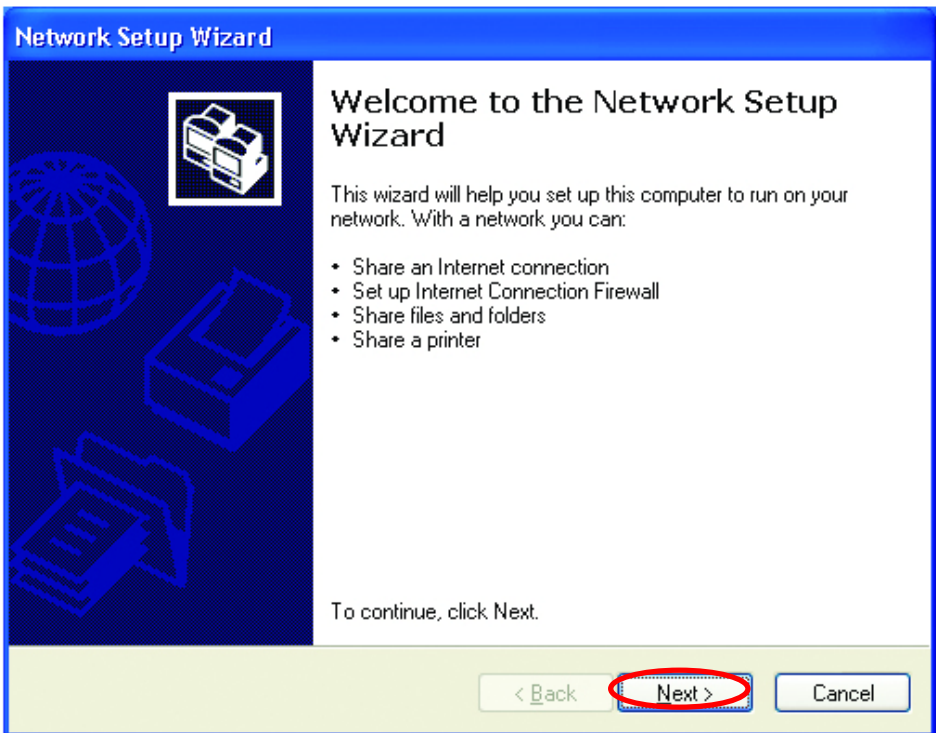 Network Setup Wizard
Welcome to the Network Setup
Wizard
This wizard will help you set up this computer to run on your
network. With a network you can:
• Share an Internet connection
• Set up Internet Connection Firewall
• Share files and folders
• Share a printer
To continue, click Next.
< Back Next > Cancel